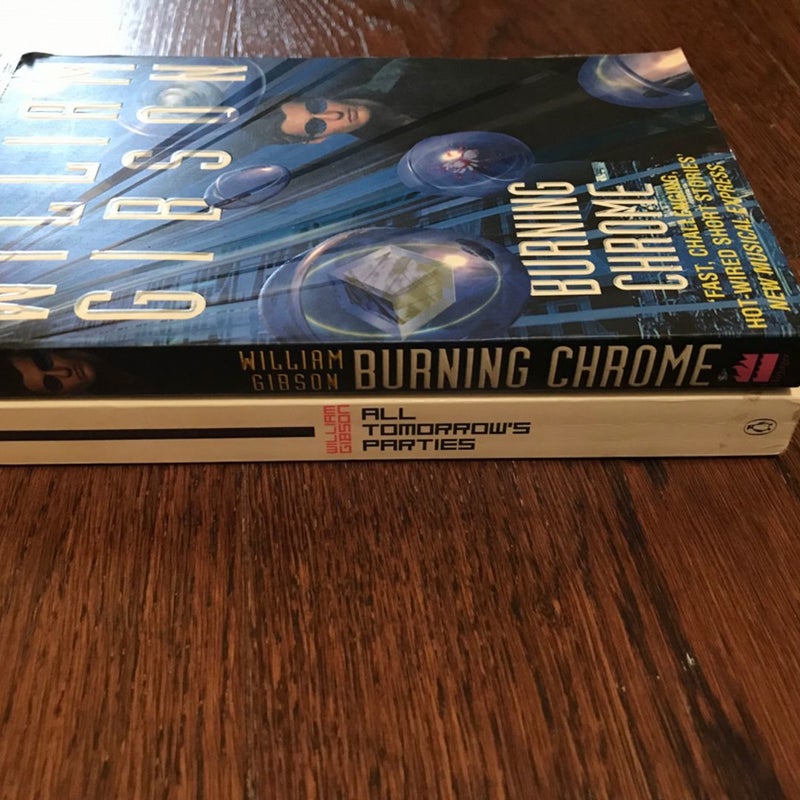 WILLIAM
GIBSON
BURNING
CHROME
'FAST, CHALLENGING,
HOT-WIRED SHORT STORIES'
NEW MUSICAL EXPRESS
WILLIAM
GIBSON
BURNING CHROME
WILLIAM
GIBSON
ALL
TOMORROW'S
PARTIES